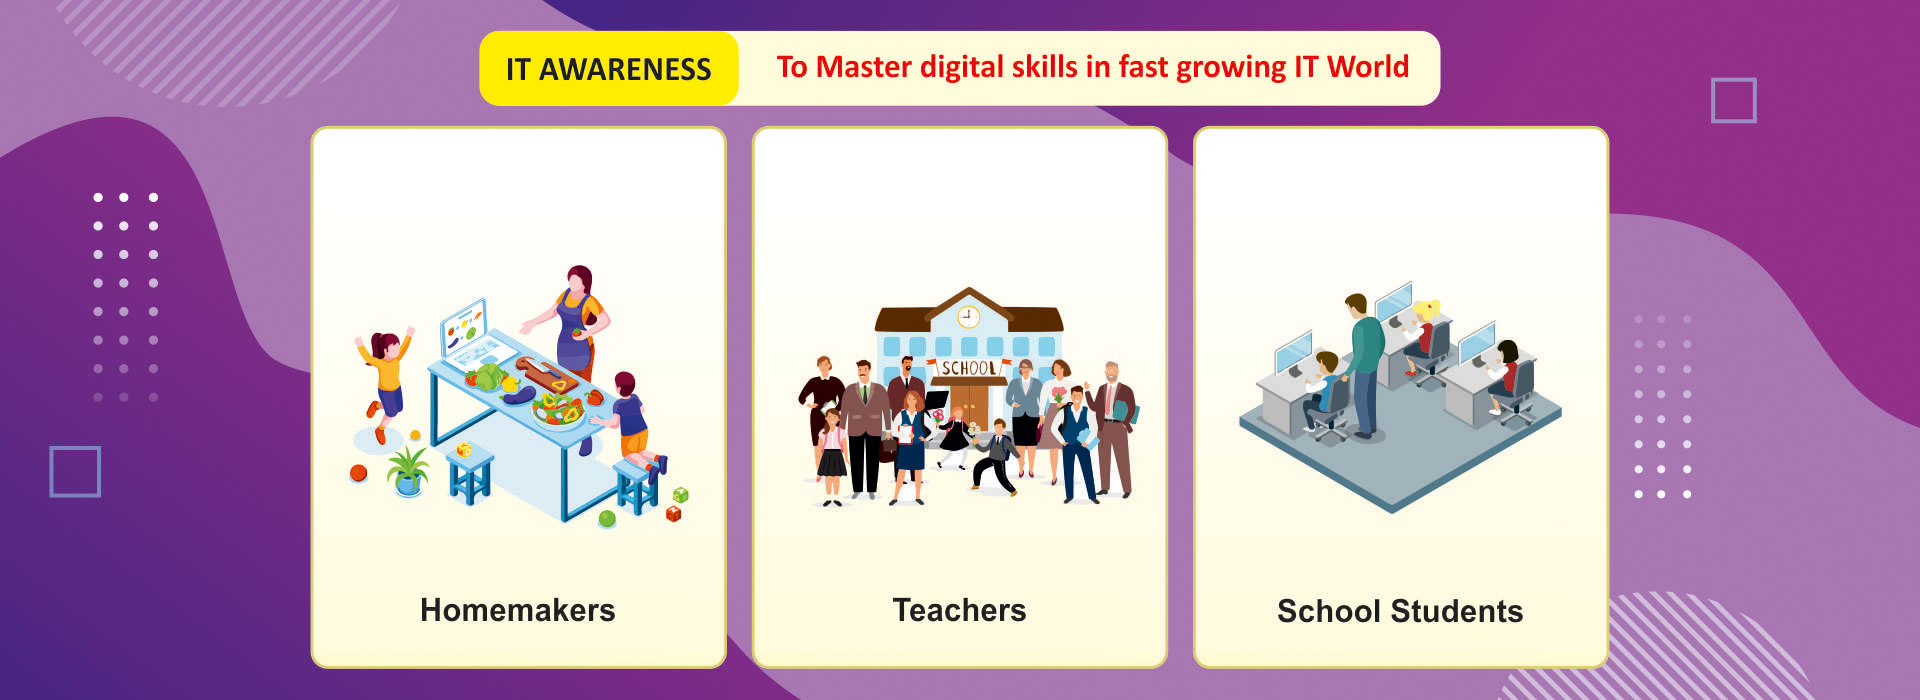 IT AWARENESS
To Master digital skills in fast growing IT World
SCHOOL
Homemakers
Teachers
School Students